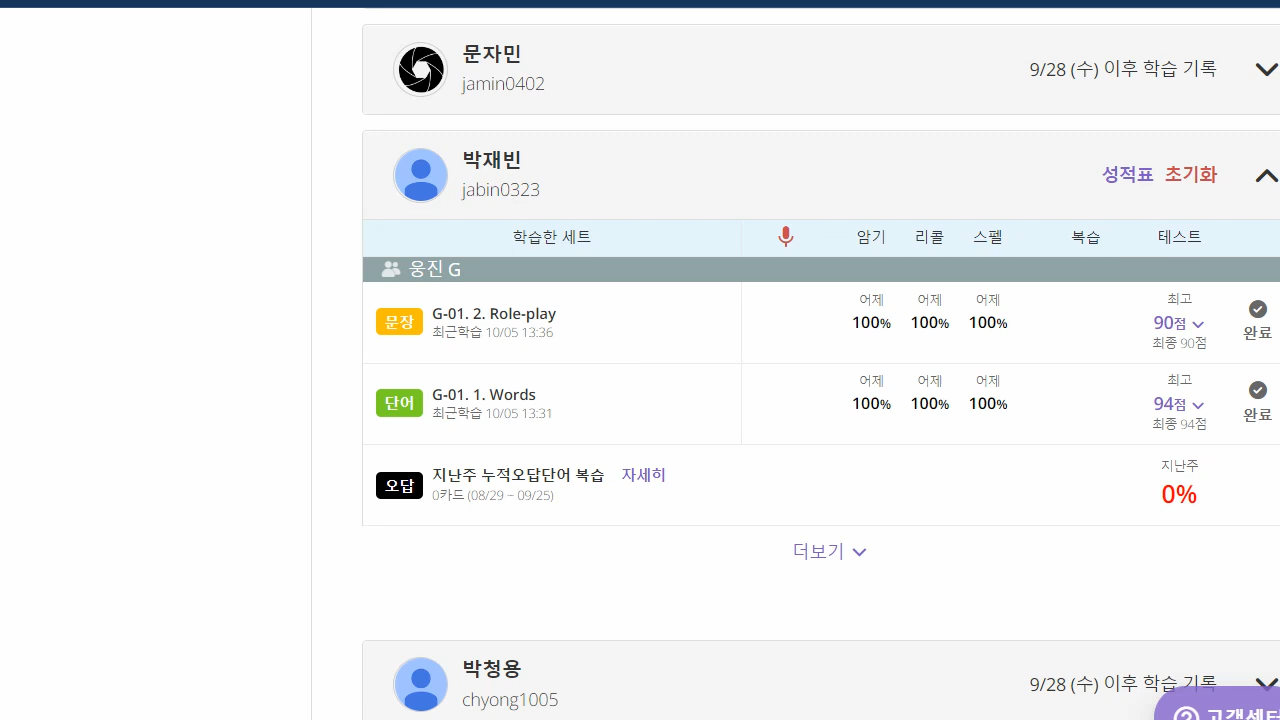 문자민
jamin0402
9/28 (수) 이후 학습 기록
박재빈
jabin0323
성적표 초기화
학습한 세트 암기 리콜 스펠 복습 테스트
웅진 G
문장 G-01. 2. Role-play
최근학습 10/05 13:36
어제 어제 어제 최고
100% 100% 100% 90점
최종 90점
완료
단어 G-01. 1. Words
최근학습 10/05 13:31
어제 어제 어제 최고
100% 100% 100% 94점
최종 94점
완료
오답 지난주 누적오답단어 복습 자세히
0카드 (08/29 ~ 09/25)
지난주
0%
더보기
박청용
chyong1005
9/28 (수) 이후 학습 기록
고객센터